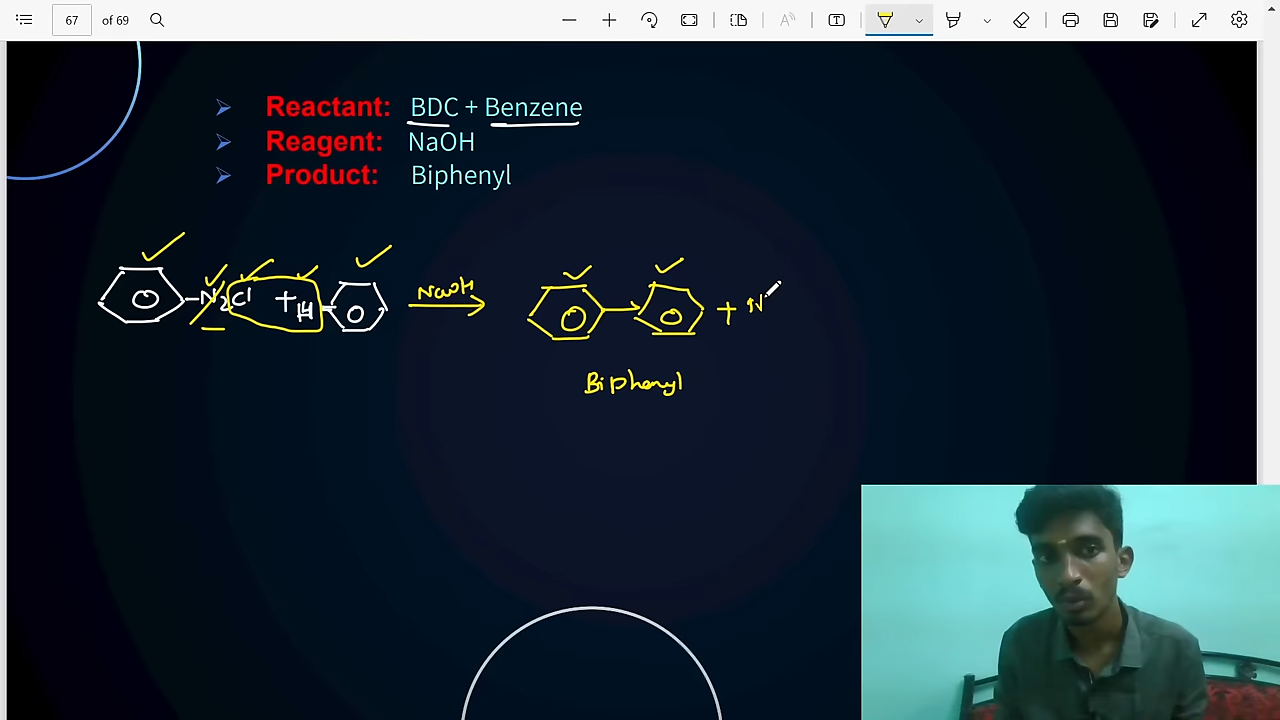 67 of 69
Reactant: BDC + Benzene
Reagent: NaOH
Product: Biphenyl
N2Cl + H NaOH + N
Biphenyl